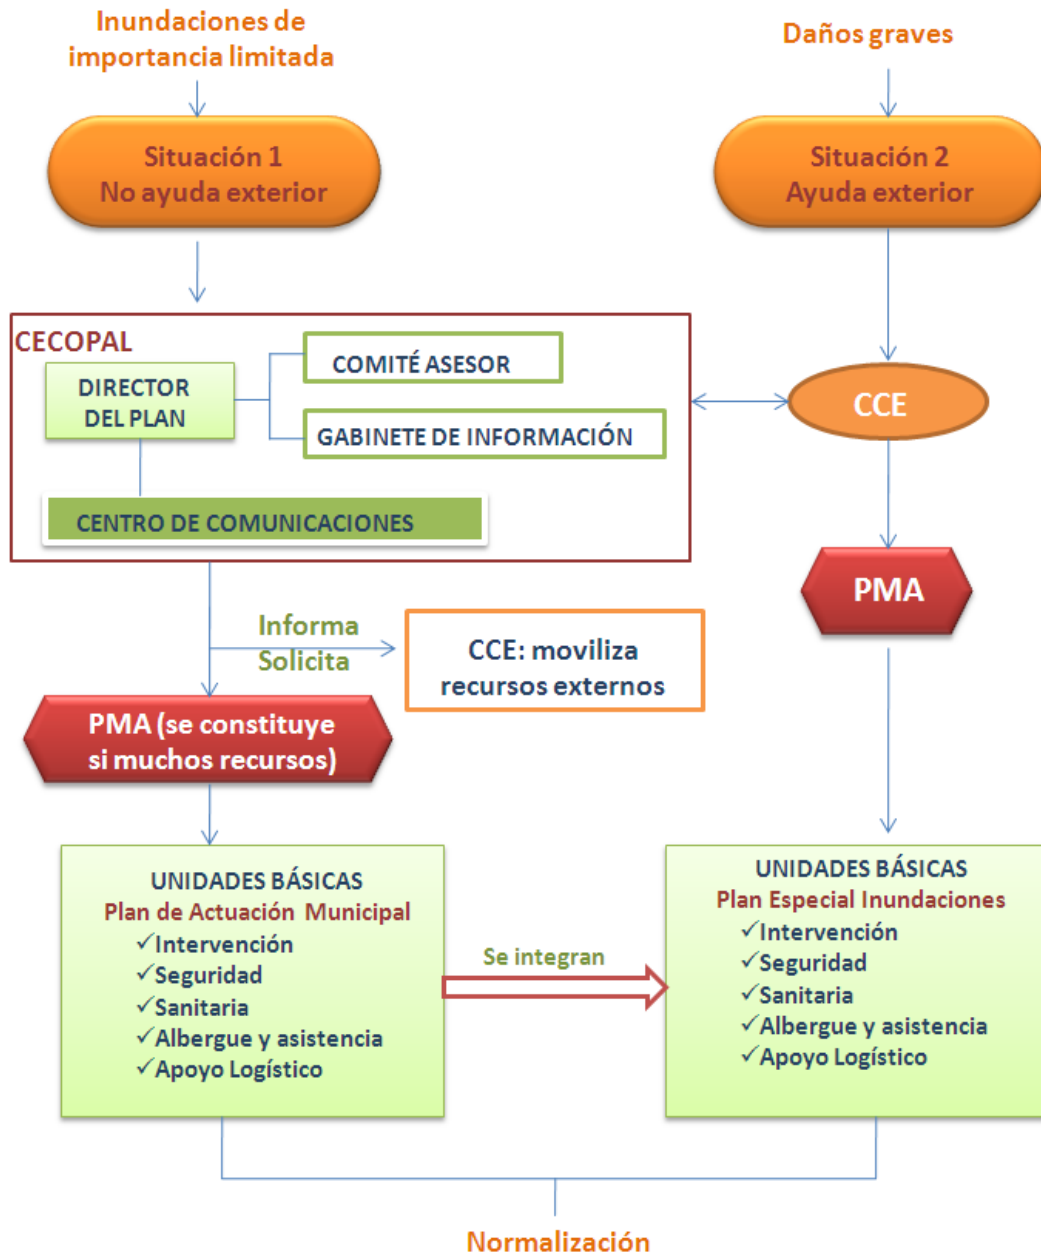 Inundaciones de
importancia limitada
Daños graves
Situación 1
No ayuda exterior
Situación 2
Ayuda exterior
CECOPAL
DIRECTOR
DEL PLAN
COMITÉ ASESOR
GABINETE DE INFORMACIÓN
CENTRO DE COMUNICACIONES
CCE
PMA
Informa
Solicita
CCE: moviliza
recursos externos
PMA (se constituye
si muchos recursos)
UNIDADES BÁSICAS
Plan de Actuación Municipal
✓Intervención
✓Seguridad
✓Sanitaria
✓Albergue y asistencia
✓Apoyo Logístico
Se integran
UNIDADES BÁSICAS
Plan Especial Inundaciones
✓Intervención
✓Seguridad
✓Sanitaria
✓Albergue y asistencia
✓Apoyo Logístico
Normalización